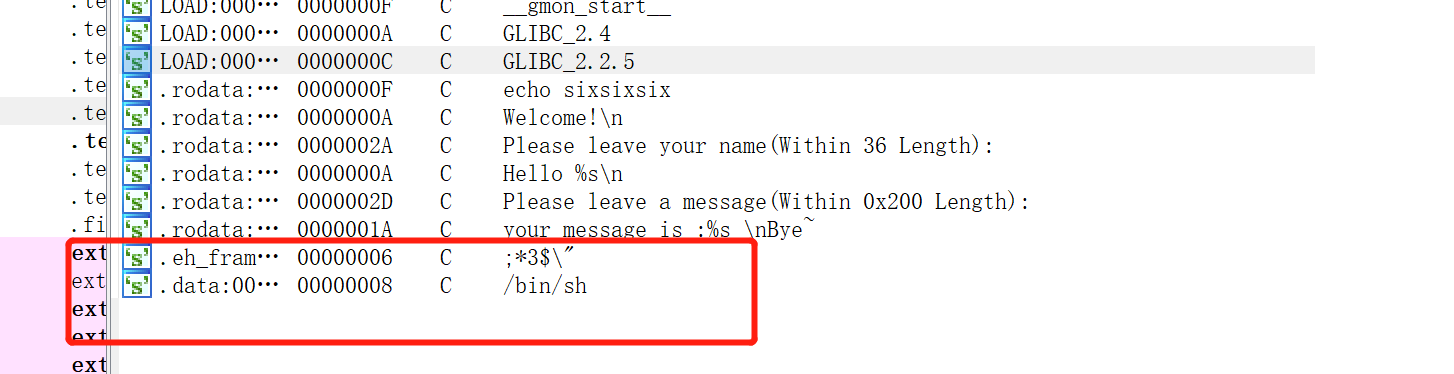 .te LOAD:000… 0000000F C __gmon_start__
.te LOAD:000… 0000000A C GLIBC_2.4
.te LOAD:000… 0000000C C GLIBC_2.2.5
.te .rodata:… 0000000F C echo sixsixsix
.te .rodata:… 0000000A C Welcome!\n
.te .rodata:… 0000002A C Please leave your name(Within 36 Length):
.te .rodata:… 0000000A C Hello %s\n
.te .rodata:… 0000002D C Please leave a message(Within 0x200 Length):
.fi .rodata:… 0000001A C your message is :%s \nBye~
ext .eh_fram… 00000006 C ;*3$\"
ext .data:00… 00000008 C /bin/sh
ext
ext
ext